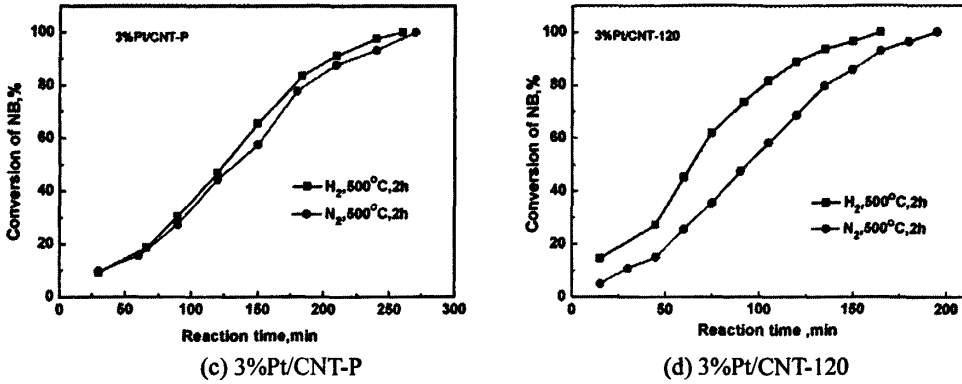 3%Pt/CNT-P
Conversion of NB,%
100
80
60
40
20
0
H2,500°C,2h
N2,500°C,2h
0 50 100 150 200 250 300
Reaction time,min
(c) 3%Pt/CNT-P
3%Pt/CNT-120
Conversion of NB,%
100
80
60
40
20
0
H2,500°C,2h
N2,500°C,2h
0 50 100 150 200
Reaction time ,min
(d) 3%Pt/CNT-120